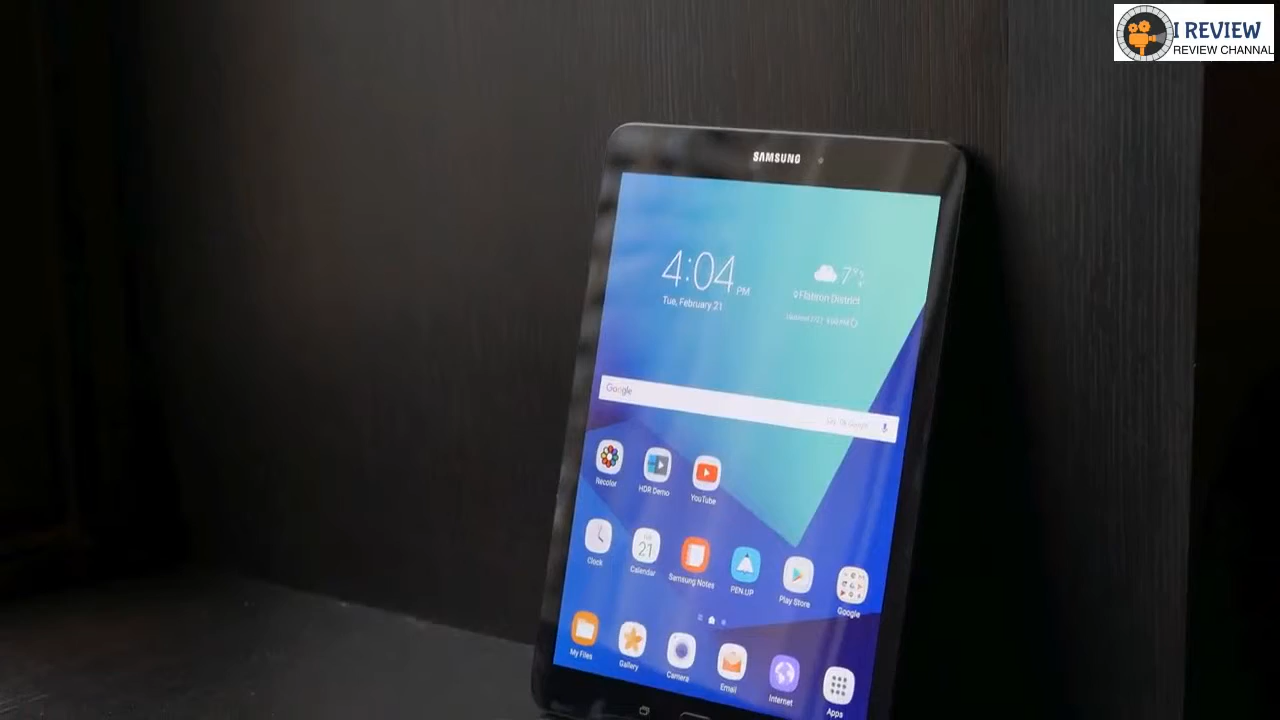 I REVIEW
REVIEW CHANNAL
SAMSUNG
4:04 PM
7°
Tue, February 21
Flatiron District
Google
Recolor
HDR Demo
YouTube
Clock
21
Calendar
Samsung Notes
PEN.UP
Play Store
Google
My Files
Gallery
Camera
Email
Internet
Apps